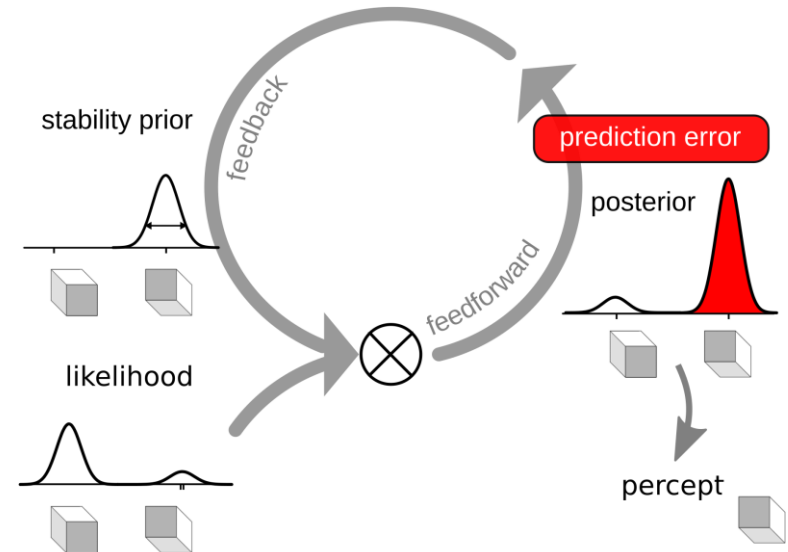 stability prior
feedback
prediction error
posterior
feedforward
likelihood
percept